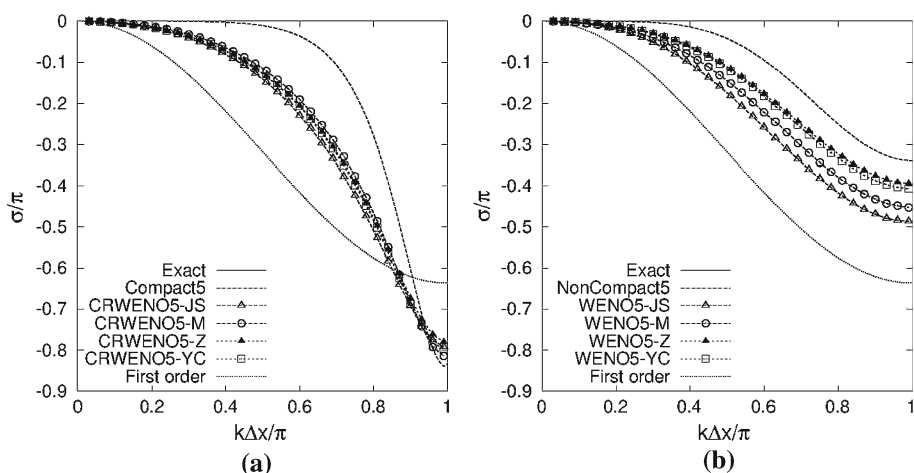 0
-0.1
-0.2
-0.3
-0.4
-0.5
-0.6
-0.7
-0.8
-0.9
σ/π
Exact
Compact5
CRWENO5-JS
CRWENO5-M
CRWENO5-Z
CRWENO5-YC
First order
0 0.2 0.4 0.6 0.8 1
kΔx/π
(a)
0
-0.1
-0.2
-0.3
-0.4
-0.5
-0.6
-0.7
-0.8
-0.9
σ/π
Exact
NonCompact5
WENO5-JS
WENO5-M
WENO5-Z
WENO5-YC
First order
0 0.2 0.4 0.6 0.8 1
kΔx/π
(b)